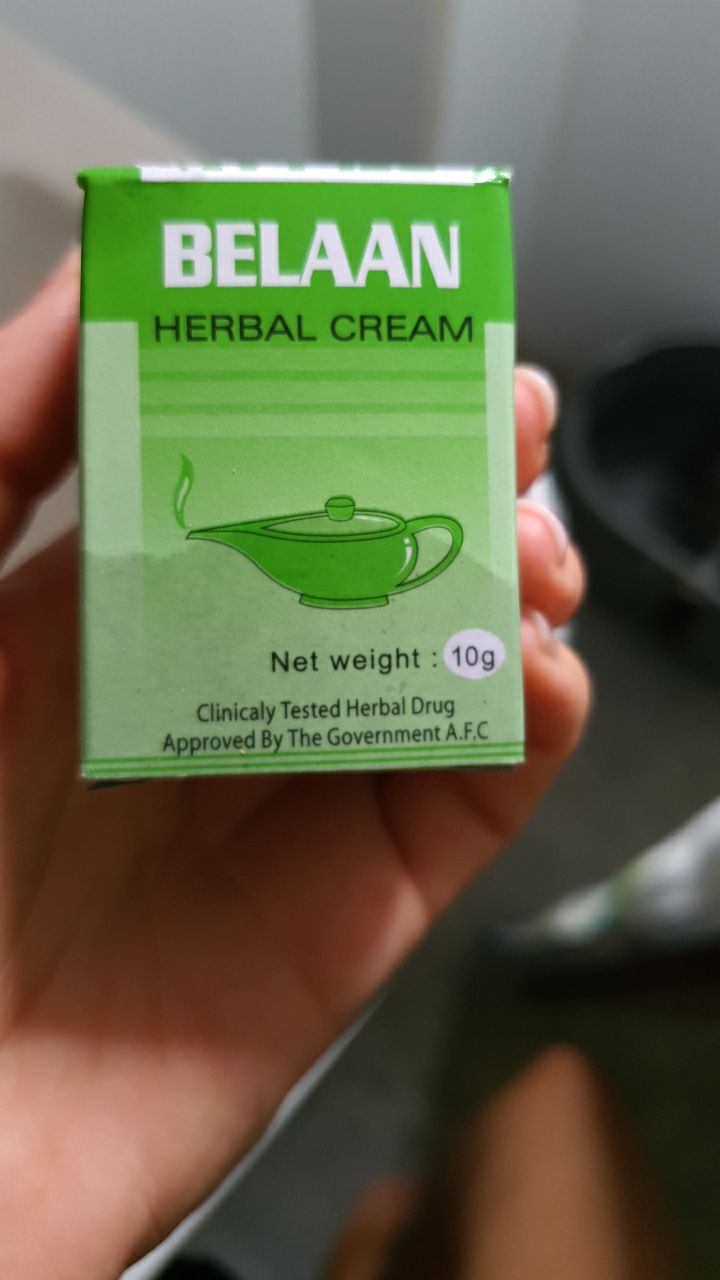 BELAAN
HERBAL CREAM
Net weight : 10g
Clinicaly Tested Herbal Drug
Approved By The Government A.F.C